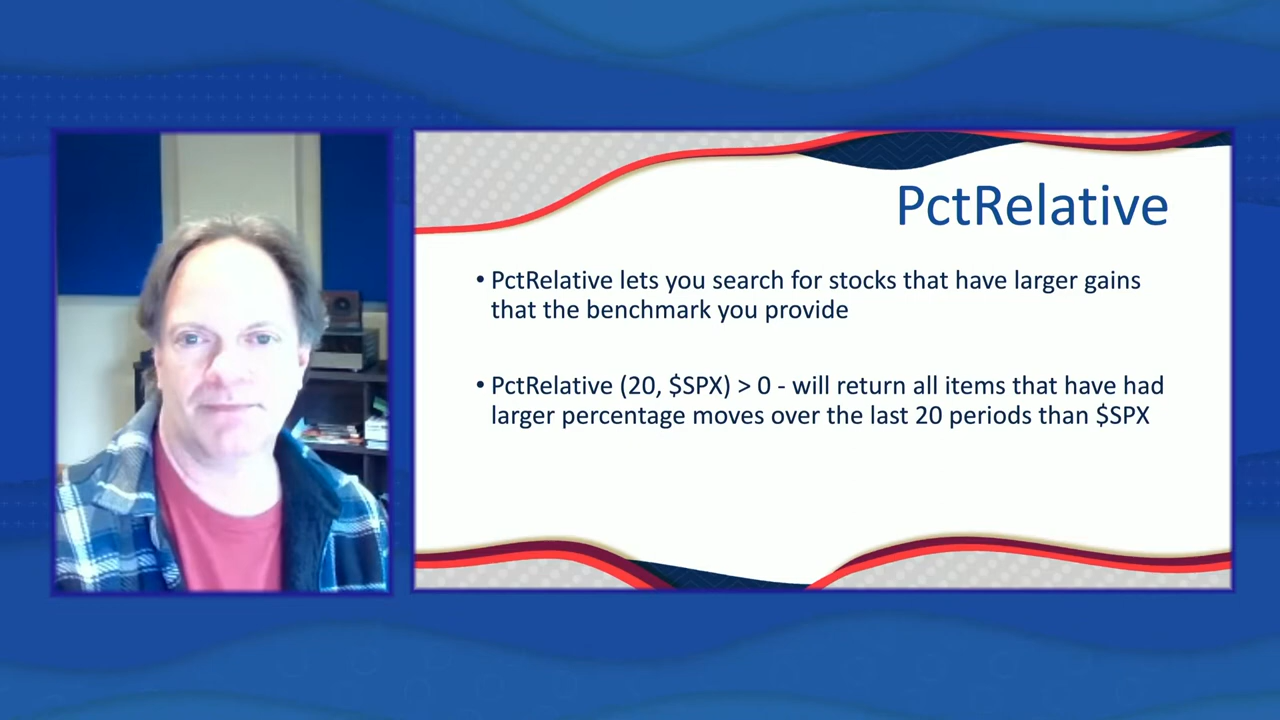 PctRelative
• PctRelative lets you search for stocks that have larger gains
that the benchmark you provide
• PctRelative (20, $SPX) > 0 - will return all items that have had
larger percentage moves over the last 20 periods than $SPX